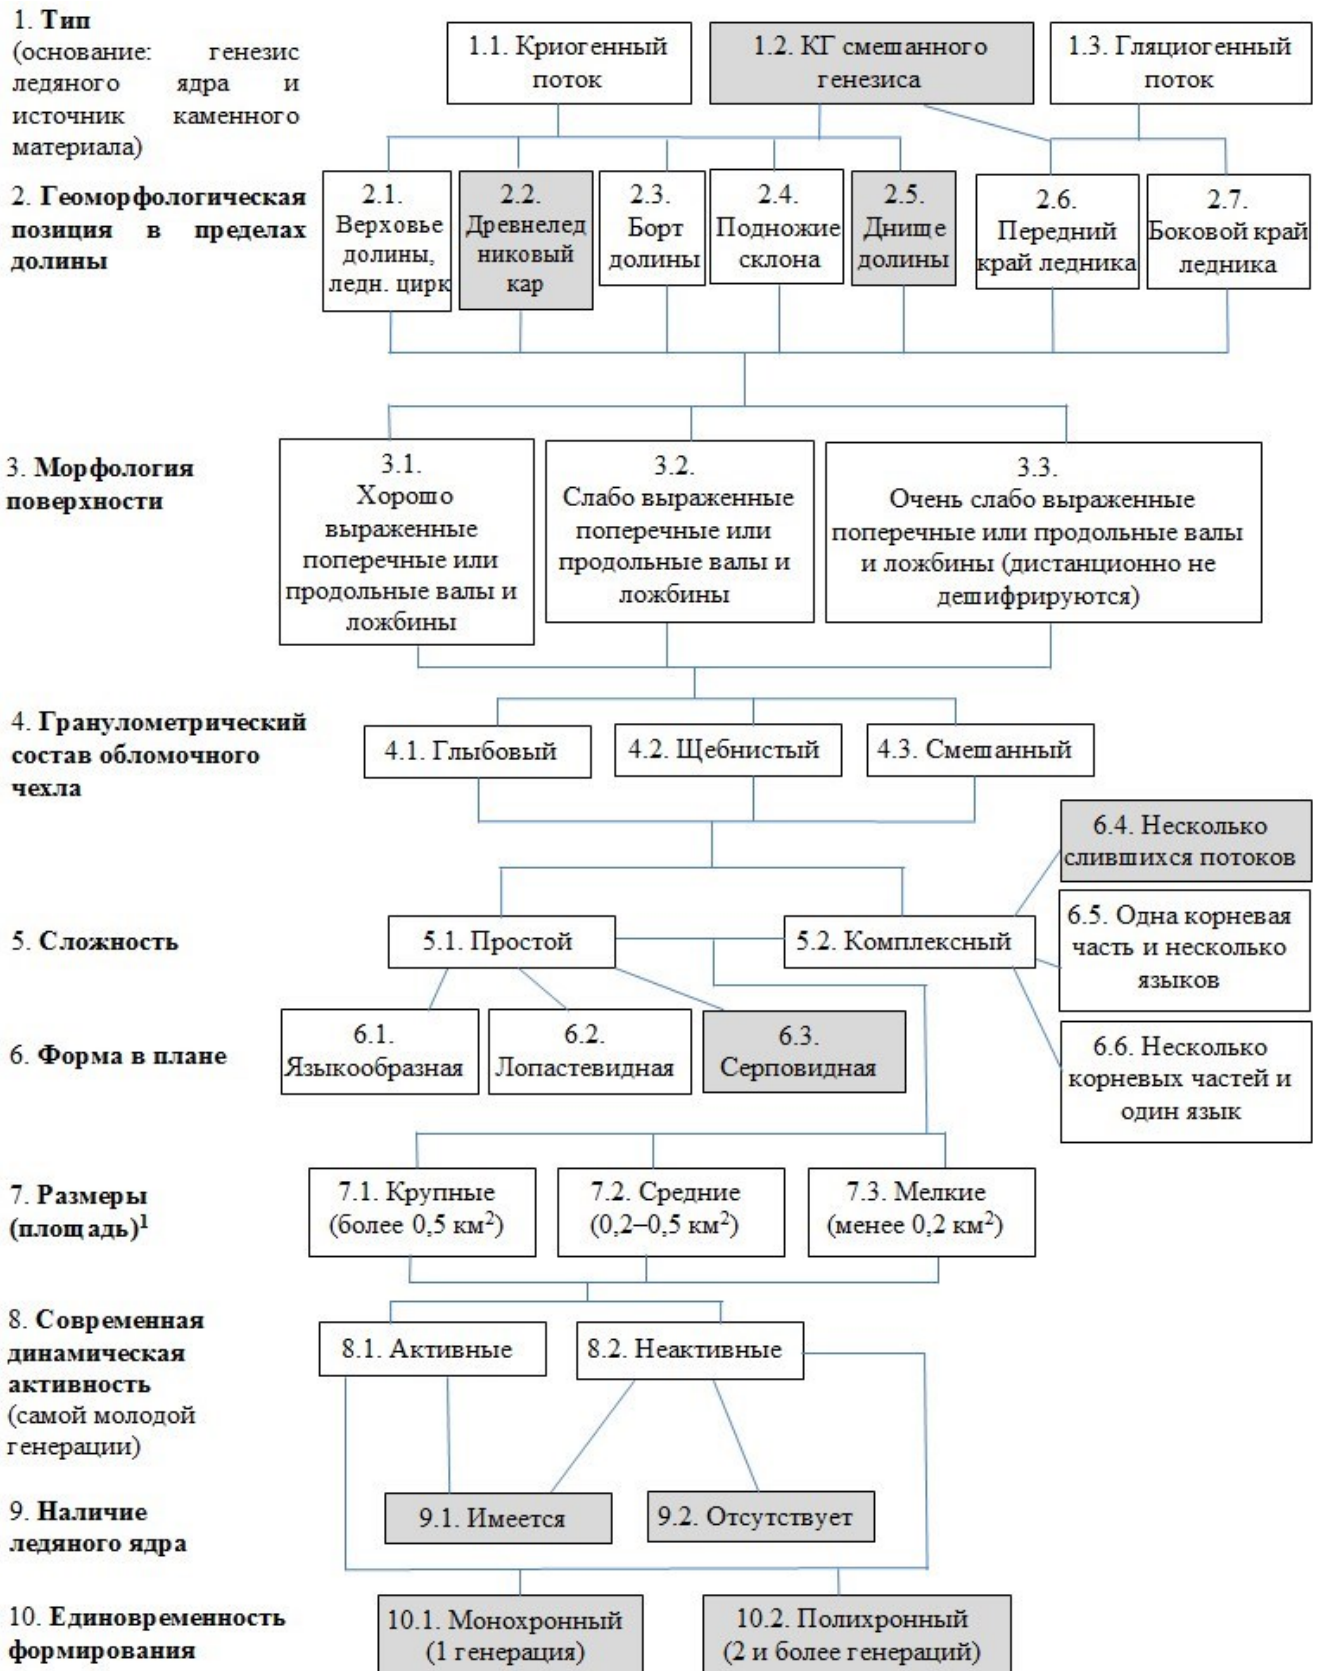 1. Тип
(основание: генезис
ледяного ядра и
источник каменного
материала)
1.1. Криогенный
поток
1.2. КГ смешанного
генезиса
1.3. Гляциогенный
поток
2. Геоморфологическая
позиция в пределах
долины
2.1.
Верховье
долины,
ледн. цирк
2.2.
Древнелед
никовый
кар
2.3.
Борт
долины
2.4.
Подножие
склона
2.5.
Днище
долины
2.6.
Передний
край ледника
2.7.
Боковой край
ледника
3. Морфология
поверхности
3.1.
Хорошо
выраженные
поперечные или
продольные валы и
ложбины
3.2.
Слабо выраженные
поперечные или
продольные валы и
ложбины
3.3.
Очень слабо выраженные
поперечные или продольные валы
и ложбины (дистанционно не
дешифрируются)
4. Гранулометрический
состав обломочного
чехла
4.1. Глыбовый
4.2. Щебнистый
4.3. Смешанный
5. Сложность
5.1. Простой
5.2. Комплексный
6.4. Несколько
слившихся потоков
6.5. Одна корневая
часть и несколько
языков
6.6. Несколько
корневых частей и
один язык
6. Форма в плане
6.1.
Языкообразная
6.2.
Лопастевидная
6.3.
Серповидная
7. Размеры
(площадь)¹
7.1. Крупные
(более 0,5 км²)
7.2. Средние
(0,2–0,5 км²)
7.3. Мелкие
(менее 0,2 км²)
8. Современная
динамическая
активность
(самой молодой
генерации)
8.1. Активные
8.2. Неактивные
9. Наличие
ледяного ядра
9.1. Имеется
9.2. Отсутствует
10. Единовременность
формирования
10.1. Монохронный
(1 генерация)
10.2. Полихронный
(2 и более генераций)